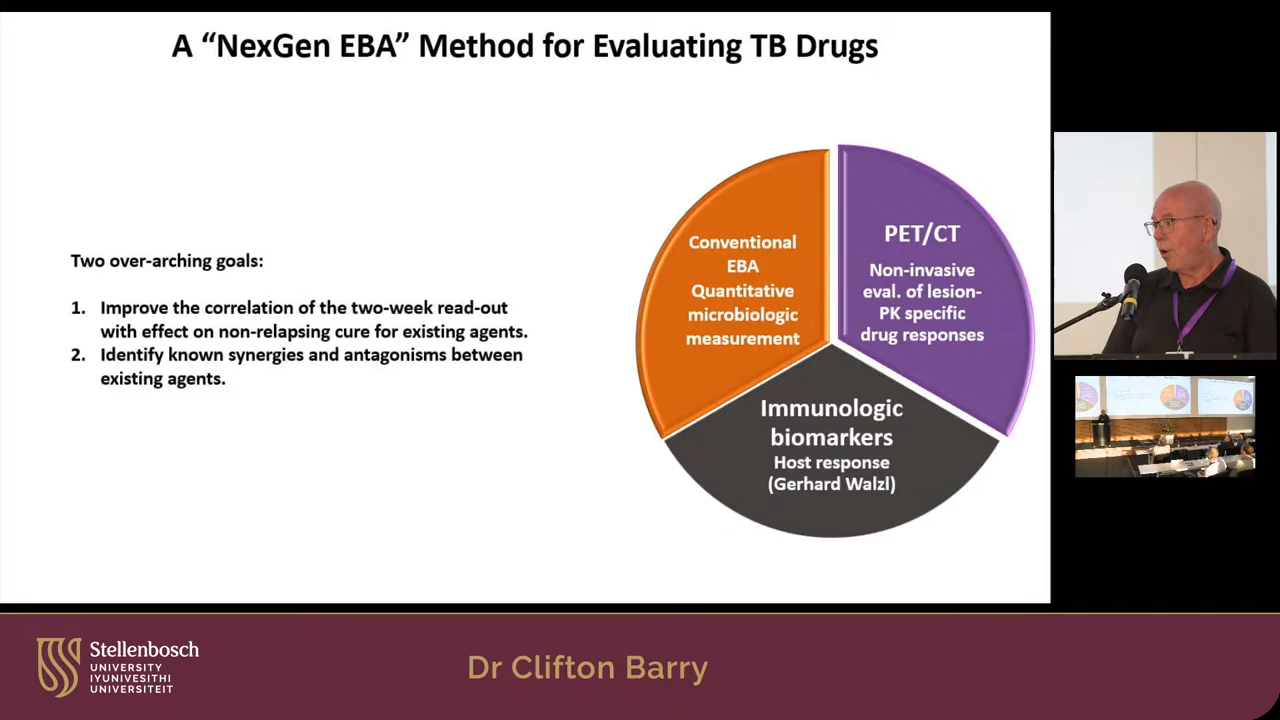 A “NexGen EBA” Method for Evaluating TB Drugs
Two over-arching goals:
1. Improve the correlation of the two-week read-out
with effect on non-relapsing cure for existing agents.
2. Identify known synergies and antagonisms between
existing agents.
Conventional
EBA
Quantitative
microbiologic
measurement
PET/CT
Non-invasive
eval. of lesion-
PK specific
drug responses
Immunologic
biomarkers
Host response
(Gerhard Walzl)
Stellenbosch
UNIVERSITY
IYUNIVESITHI
UNIVERSITEIT
Dr Clifton Barry